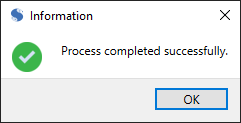 Information
Process completed successfully.
OK